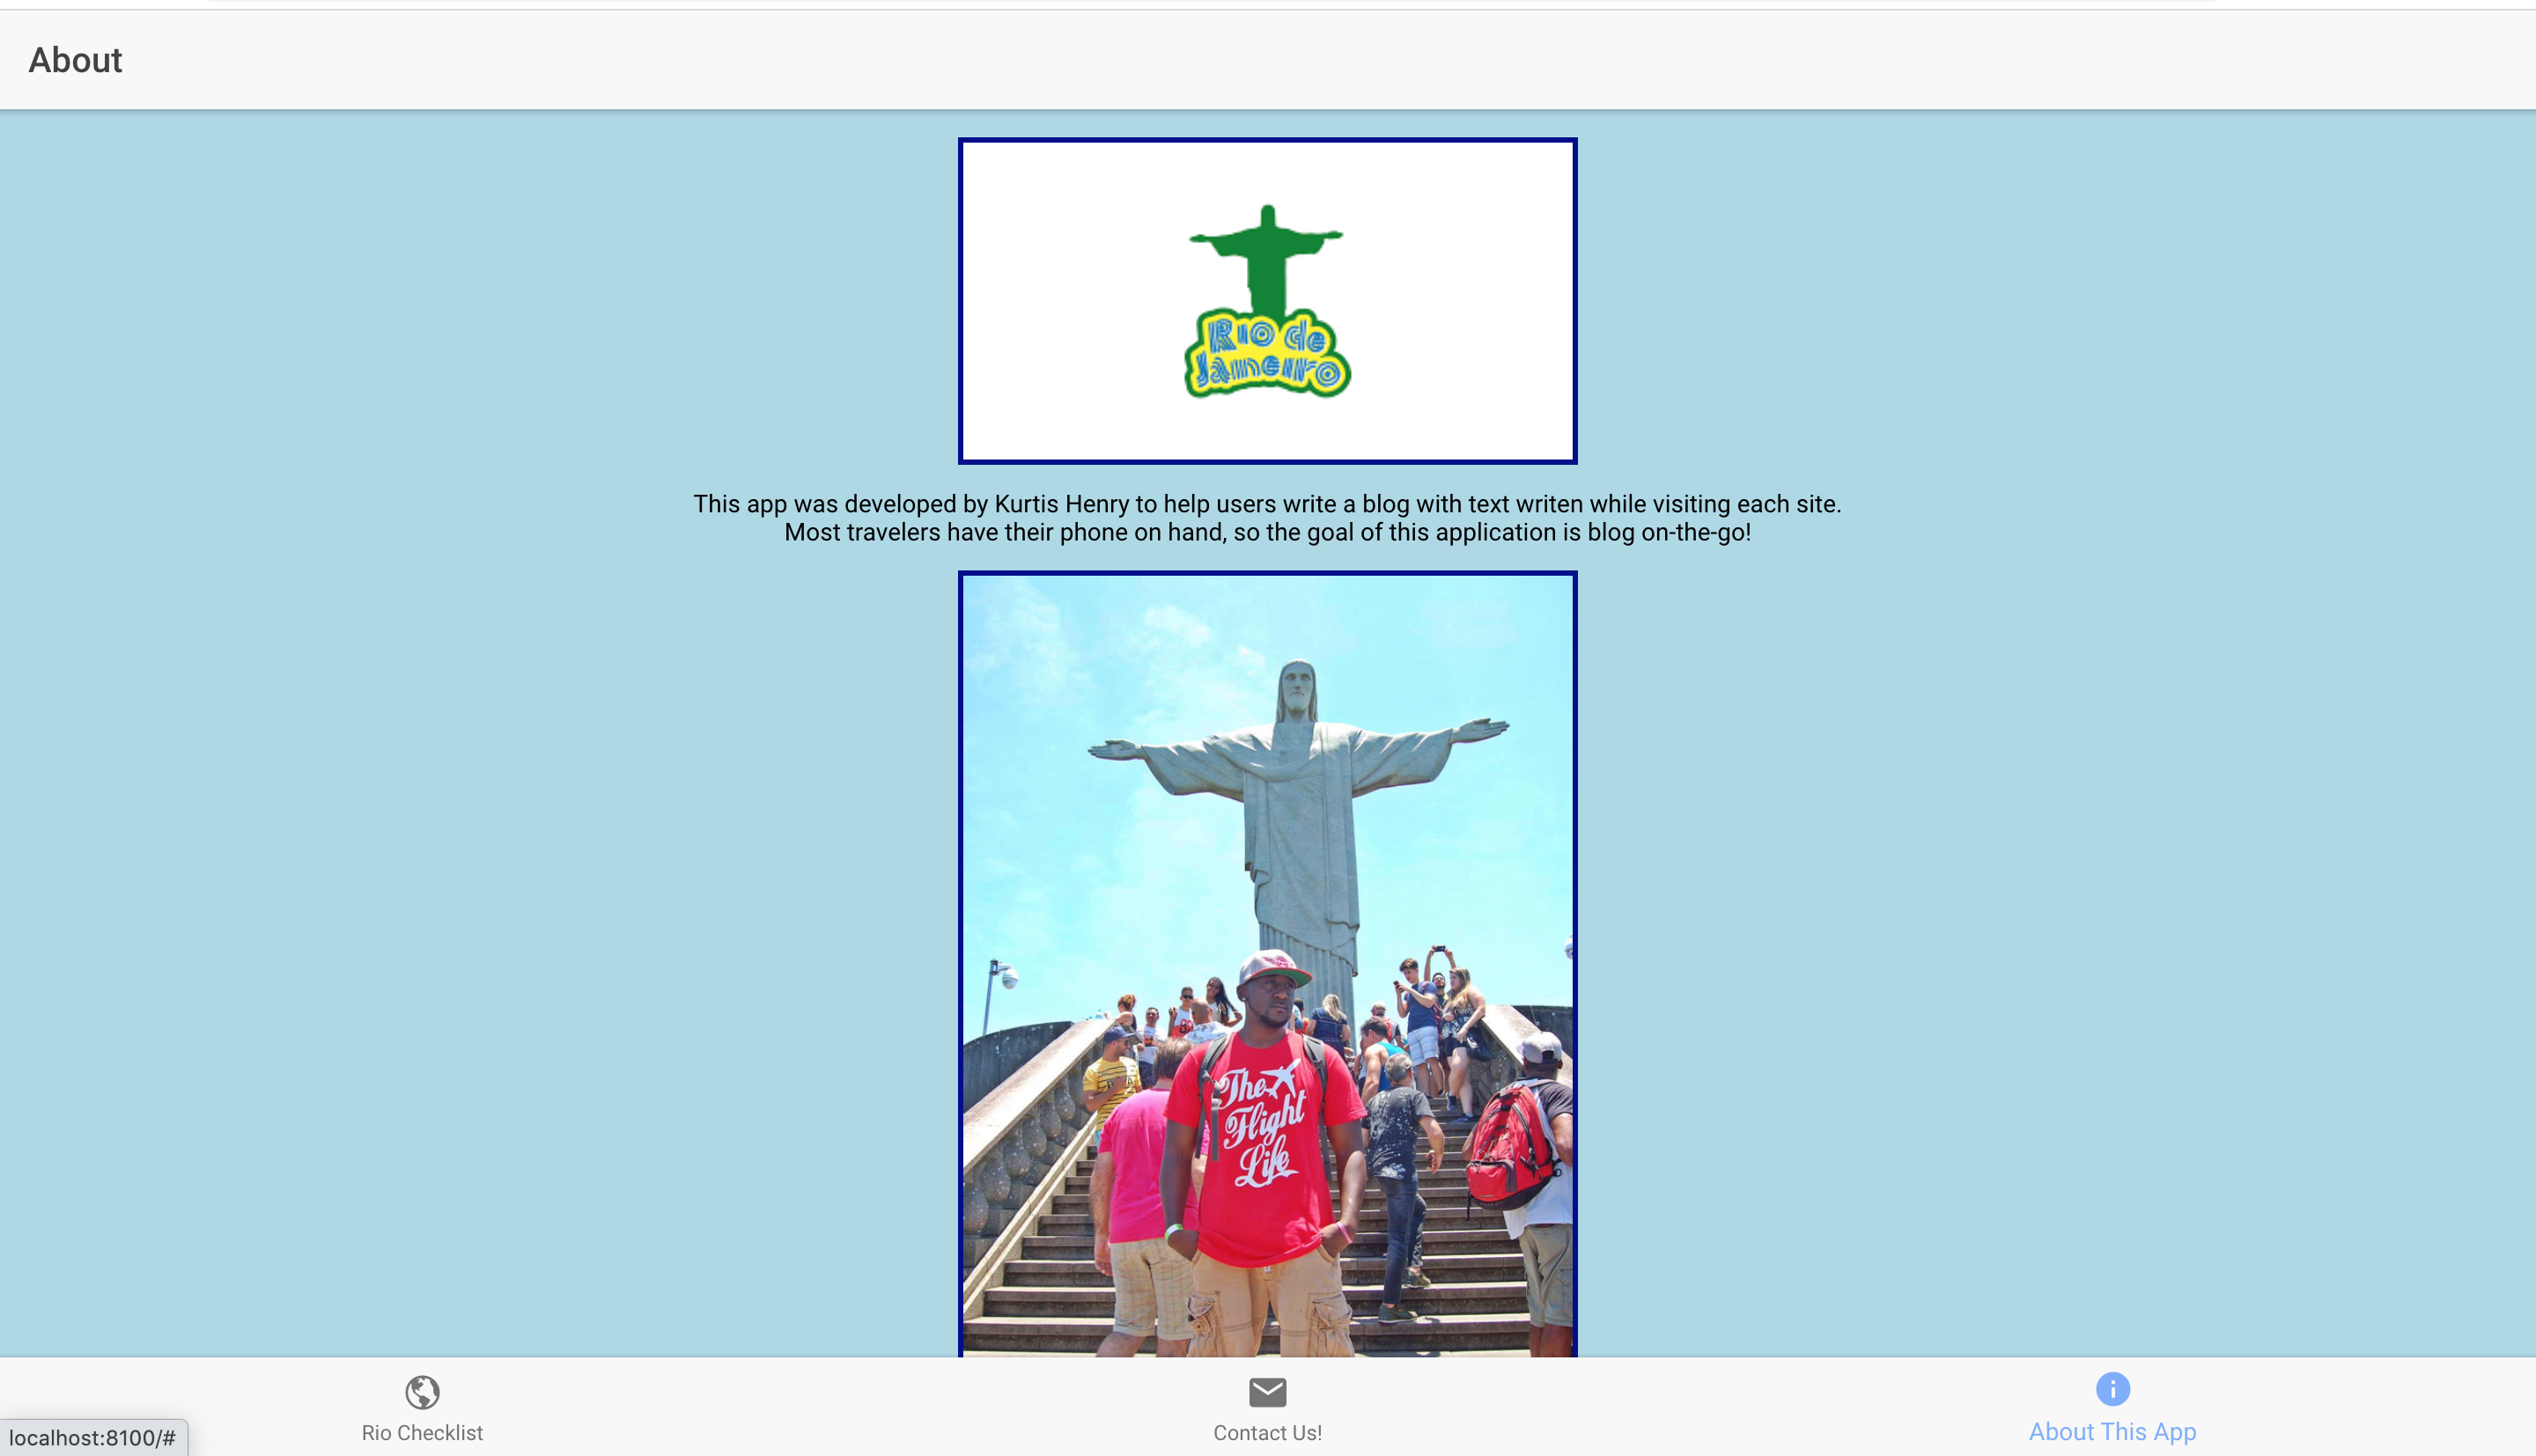 About
Rio de
Janeiro
This app was developed by Kurtis Henry to help users write a blog with text writen while visiting each site.
Most travelers have their phone on hand, so the goal of this application is blog on-the-go!
The
Flight
Life
Rio Checklist
Contact Us!
About This App
localhost:8100/#